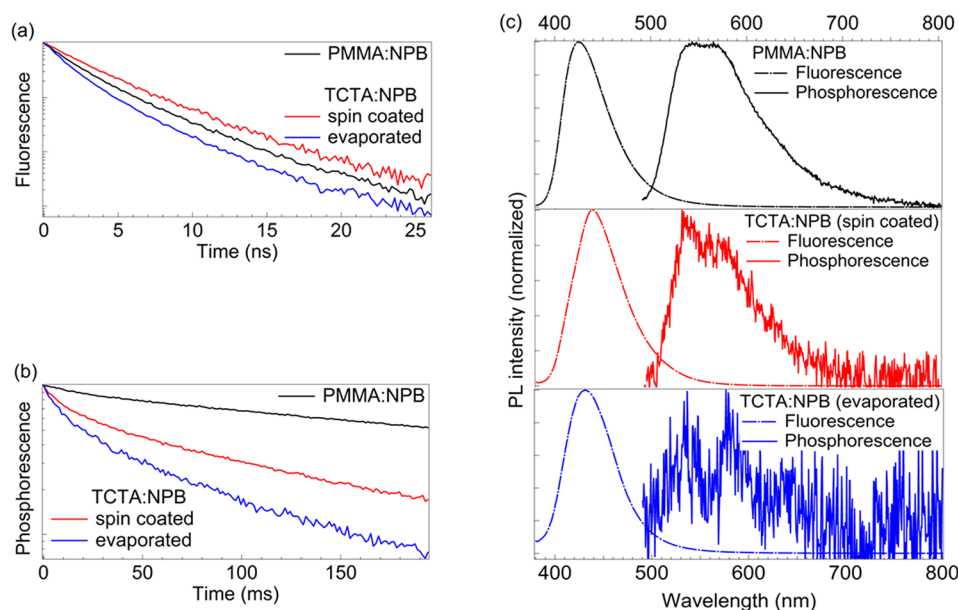 (a)
PMMA:NPB
TCTA:NPB
spin coated
evaporated
Fluorescence
0 5 10 15 20 25
Time (ns)
(b)
PMMA:NPB
TCTA:NPB
spin coated
evaporated
Phosphorescence
0 50 100 150
Time (ms)
(c)
400 500 600 700 800
PMMA:NPB
Fluorescence
Phosphorescence
TCTA:NPB (spin coated)
Fluorescence
Phosphorescence
TCTA:NPB (evaporated)
Fluorescence
Phosphorescence
PL intensity (normalized)
400 500 600 700 800
Wavelength (nm)